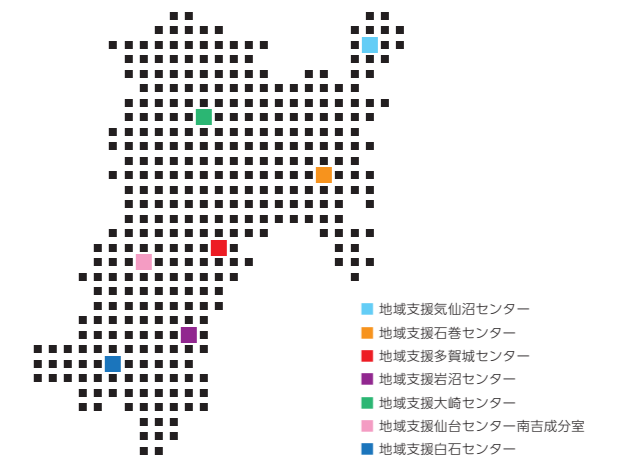 地域支援気仙沼センター
地域支援石巻センター
地域支援多賀城センター
地域支援岩沼センター
地域支援大崎センター
地域支援仙台センター南吉成分室
地域支援白石センター